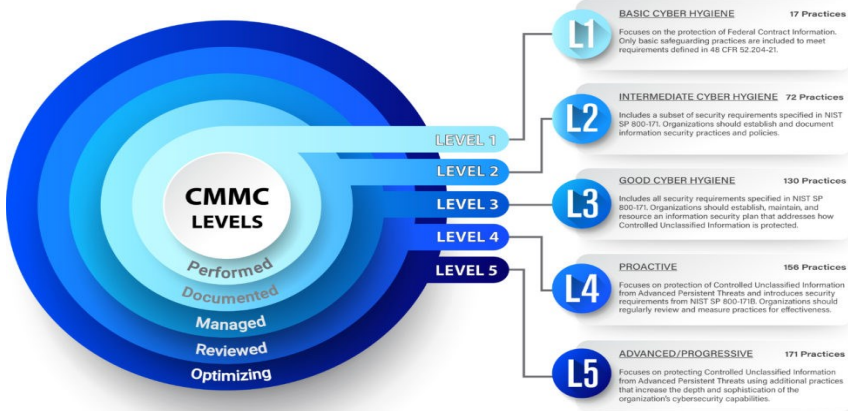 CMMC
LEVELS
Performed
Documented
Managed
Reviewed
Optimizing
LEVEL 1
LEVEL 2
LEVEL 3
LEVEL 4
LEVEL 5
L1
BASIC CYBER HYGIENE 17 Practices
Focuses on the protection of Federal Contract Information.
Only basic safeguarding practices are included to meet
requirements defined in 48 CFR 52.204-21.
L2
INTERMEDIATE CYBER HYGIENE 72 Practices
Includes a subset of security requirements specified in NIST
SP 800-171. Organizations should establish and document
information security practices and policies.
L3
GOOD CYBER HYGIENE 130 Practices
Includes all security requirements specified in NIST SP
800-171. Organizations should establish, maintain, and
resource an information security plan that addresses how
Controlled Unclassified Information is protected.
L4
PROACTIVE 156 Practices
Focuses on protection of Controlled Unclassified Information
from Advanced Persistent Threats and introduces security
requirements from NIST SP 800-171B. Organizations should
regularly review and measure practices for effectiveness.
L5
ADVANCED/PROGRESSIVE 171 Practices
Focuses on protecting Controlled Unclassified Information
from Advanced Persistent Threats using additional practices
that increase the depth and sophistication of the
organization's cybersecurity capabilities.